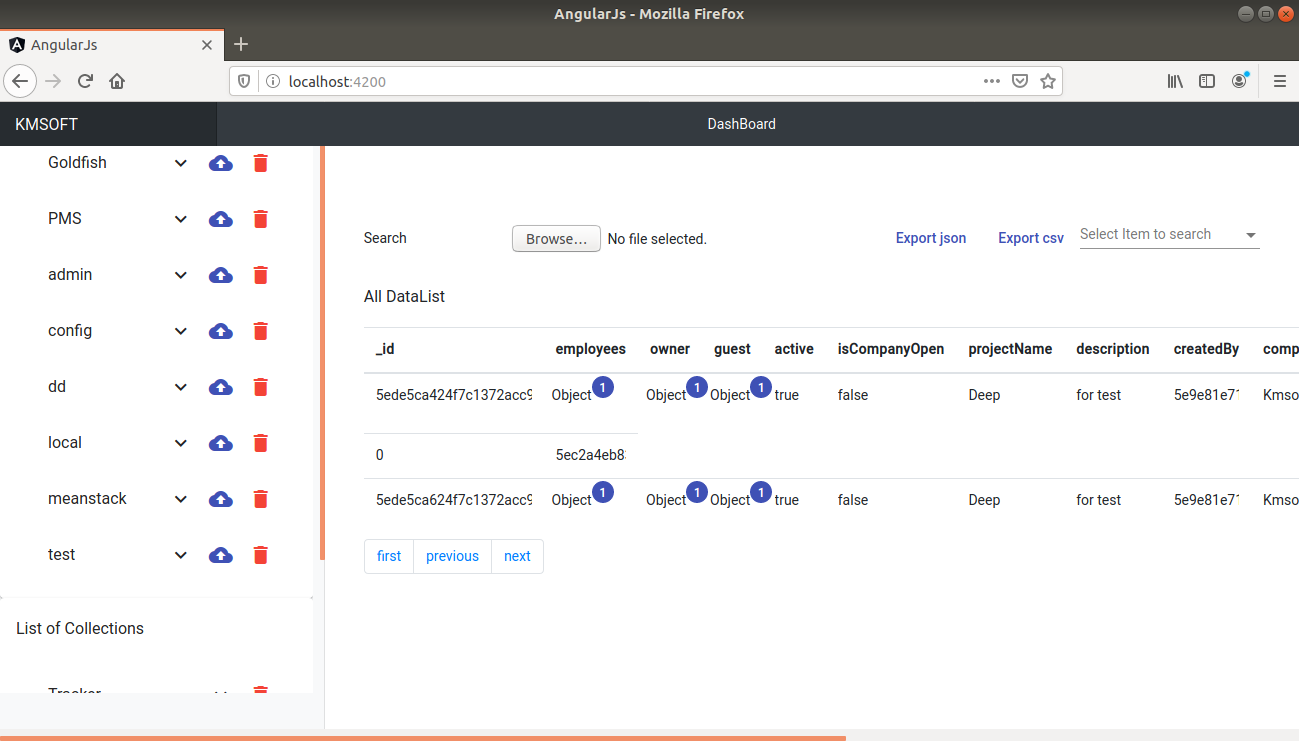 AngularJs - Mozilla Firefox
AngularJs
localhost:4200
KMSOFT
DashBoard
Goldfish
PMS
admin
config
dd
local
meanstack
test
List of Collections
Tracker
Search
Browse...
No file selected.
Export json
Export csv
Select Item to search
All DataList
_id employees owner guest active isCompanyOpen projectName description createdBy comp
5ede5ca424f7c1372acc9 Object 1 Object 1 Object 1 true false Deep for test 5e9e81e71 Kmso
0 5ec2a4eb8
5ede5ca624f7c1372acc9 Object 1 Object 1 Object 1 true false Deep for test 5e9e81e71 Kmso
first previous next